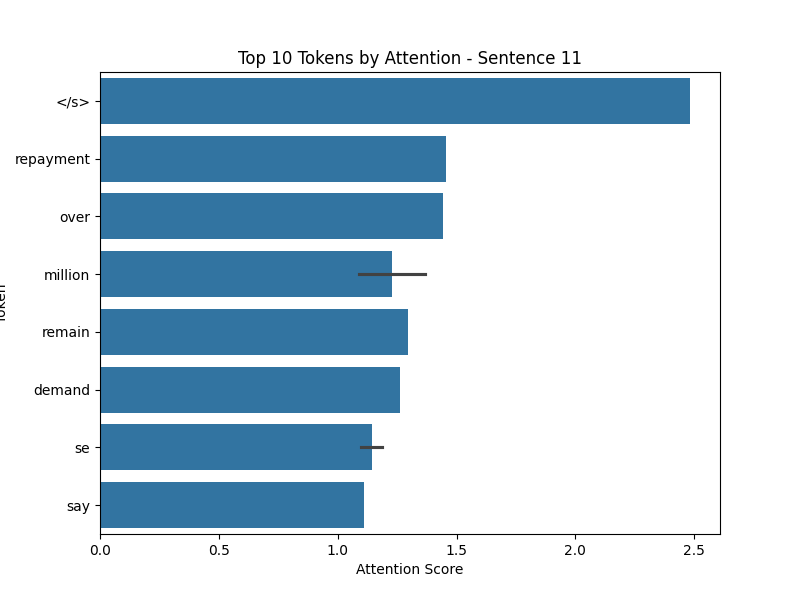 Top 10 Tokens by Attention - Sentence 11
</s>
repayment
over
million
remain
demand
se
say
0.0 0.5 1.0 1.5 2.0 2.5
Attention Score